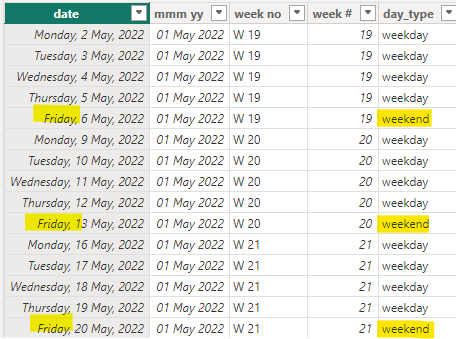 date mmm yy week no week # day_type
Monday, 2 May, 2022 01 May 2022 W 19 19 weekday
Tuesday, 3 May, 2022 01 May 2022 W 19 19 weekday
Wednesday, 4 May, 2022 01 May 2022 W 19 19 weekday
Thursday, 5 May, 2022 01 May 2022 W 19 19 weekday
Friday, 6 May, 2022 01 May 2022 W 19 19 weekend
Monday, 9 May, 2022 01 May 2022 W 20 20 weekday
Tuesday, 10 May, 2022 01 May 2022 W 20 20 weekday
Wednesday, 11 May, 2022 01 May 2022 W 20 20 weekday
Thursday, 12 May, 2022 01 May 2022 W 20 20 weekday
Friday, 13 May, 2022 01 May 2022 W 20 20 weekend
Monday, 16 May, 2022 01 May 2022 W 21 21 weekday
Tuesday, 17 May, 2022 01 May 2022 W 21 21 weekday
Wednesday, 18 May, 2022 01 May 2022 W 21 21 weekday
Thursday, 19 May, 2022 01 May 2022 W 21 21 weekday
Friday, 20 May, 2022 01 May 2022 W 21 21 weekend